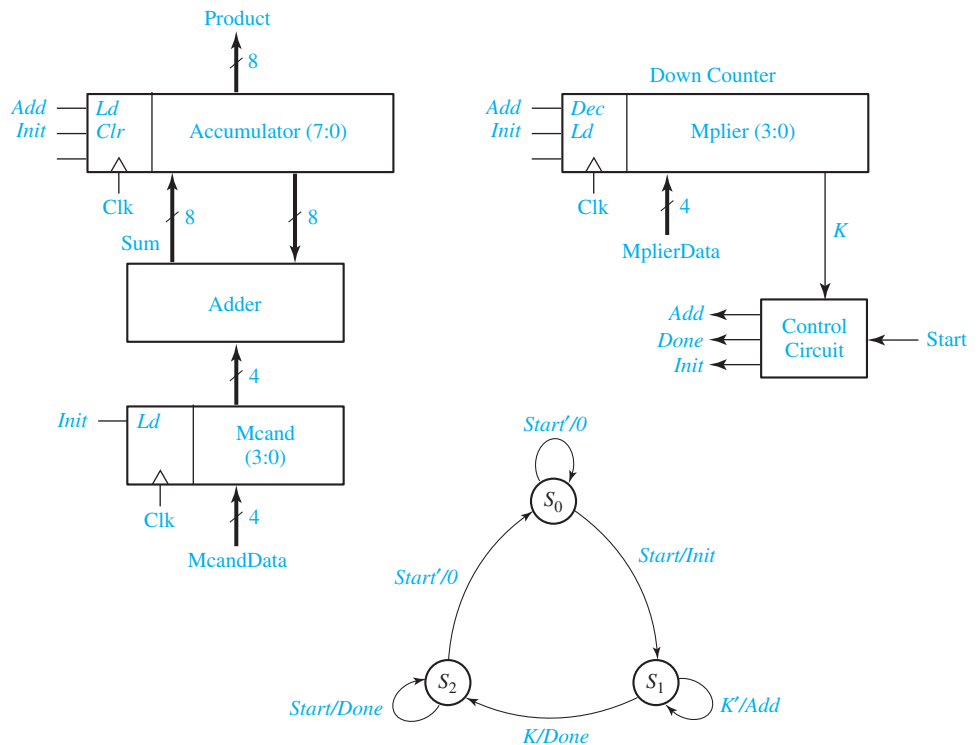 Product
8
Add
Init
Ld
Clr
Accumulator (7:0)
Clk
8
8
Sum
Adder
4
Init
Ld
Mcand
(3:0)
Clk
4
McandData
Down Counter
Add
Init
Dec
Ld
Mplier (3:0)
Clk
4
MplierData
K
Add
Done
Init
Control
Circuit
Start
Start′/0
S0
Start/Init
Start′/0
S2
S1
Start/Done
K′/Add
K/Done